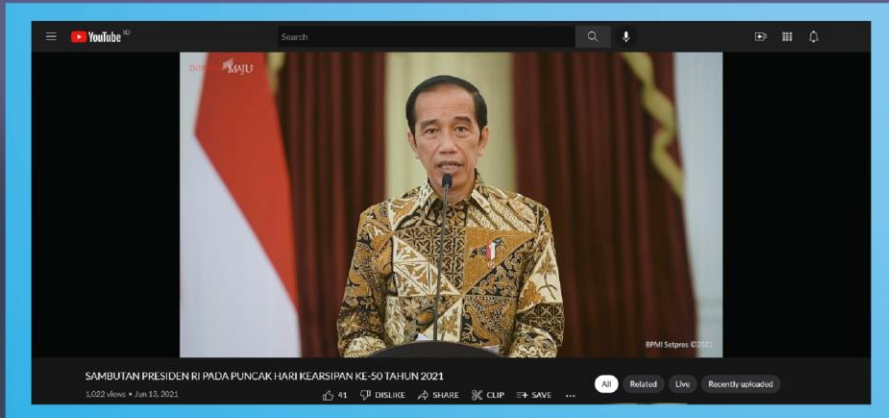 YouTube ID
Search
MAJU
BPMI Setpres ©2021
SAMBUTAN PRESIDEN RI PADA PUNCAK HARI KEARSIPAN KE-50 TAHUN 2021
1,022 views • Jun 13, 2021
41 DISLIKE SHARE CLIP SAVE ...
All Related Live Recently uploaded